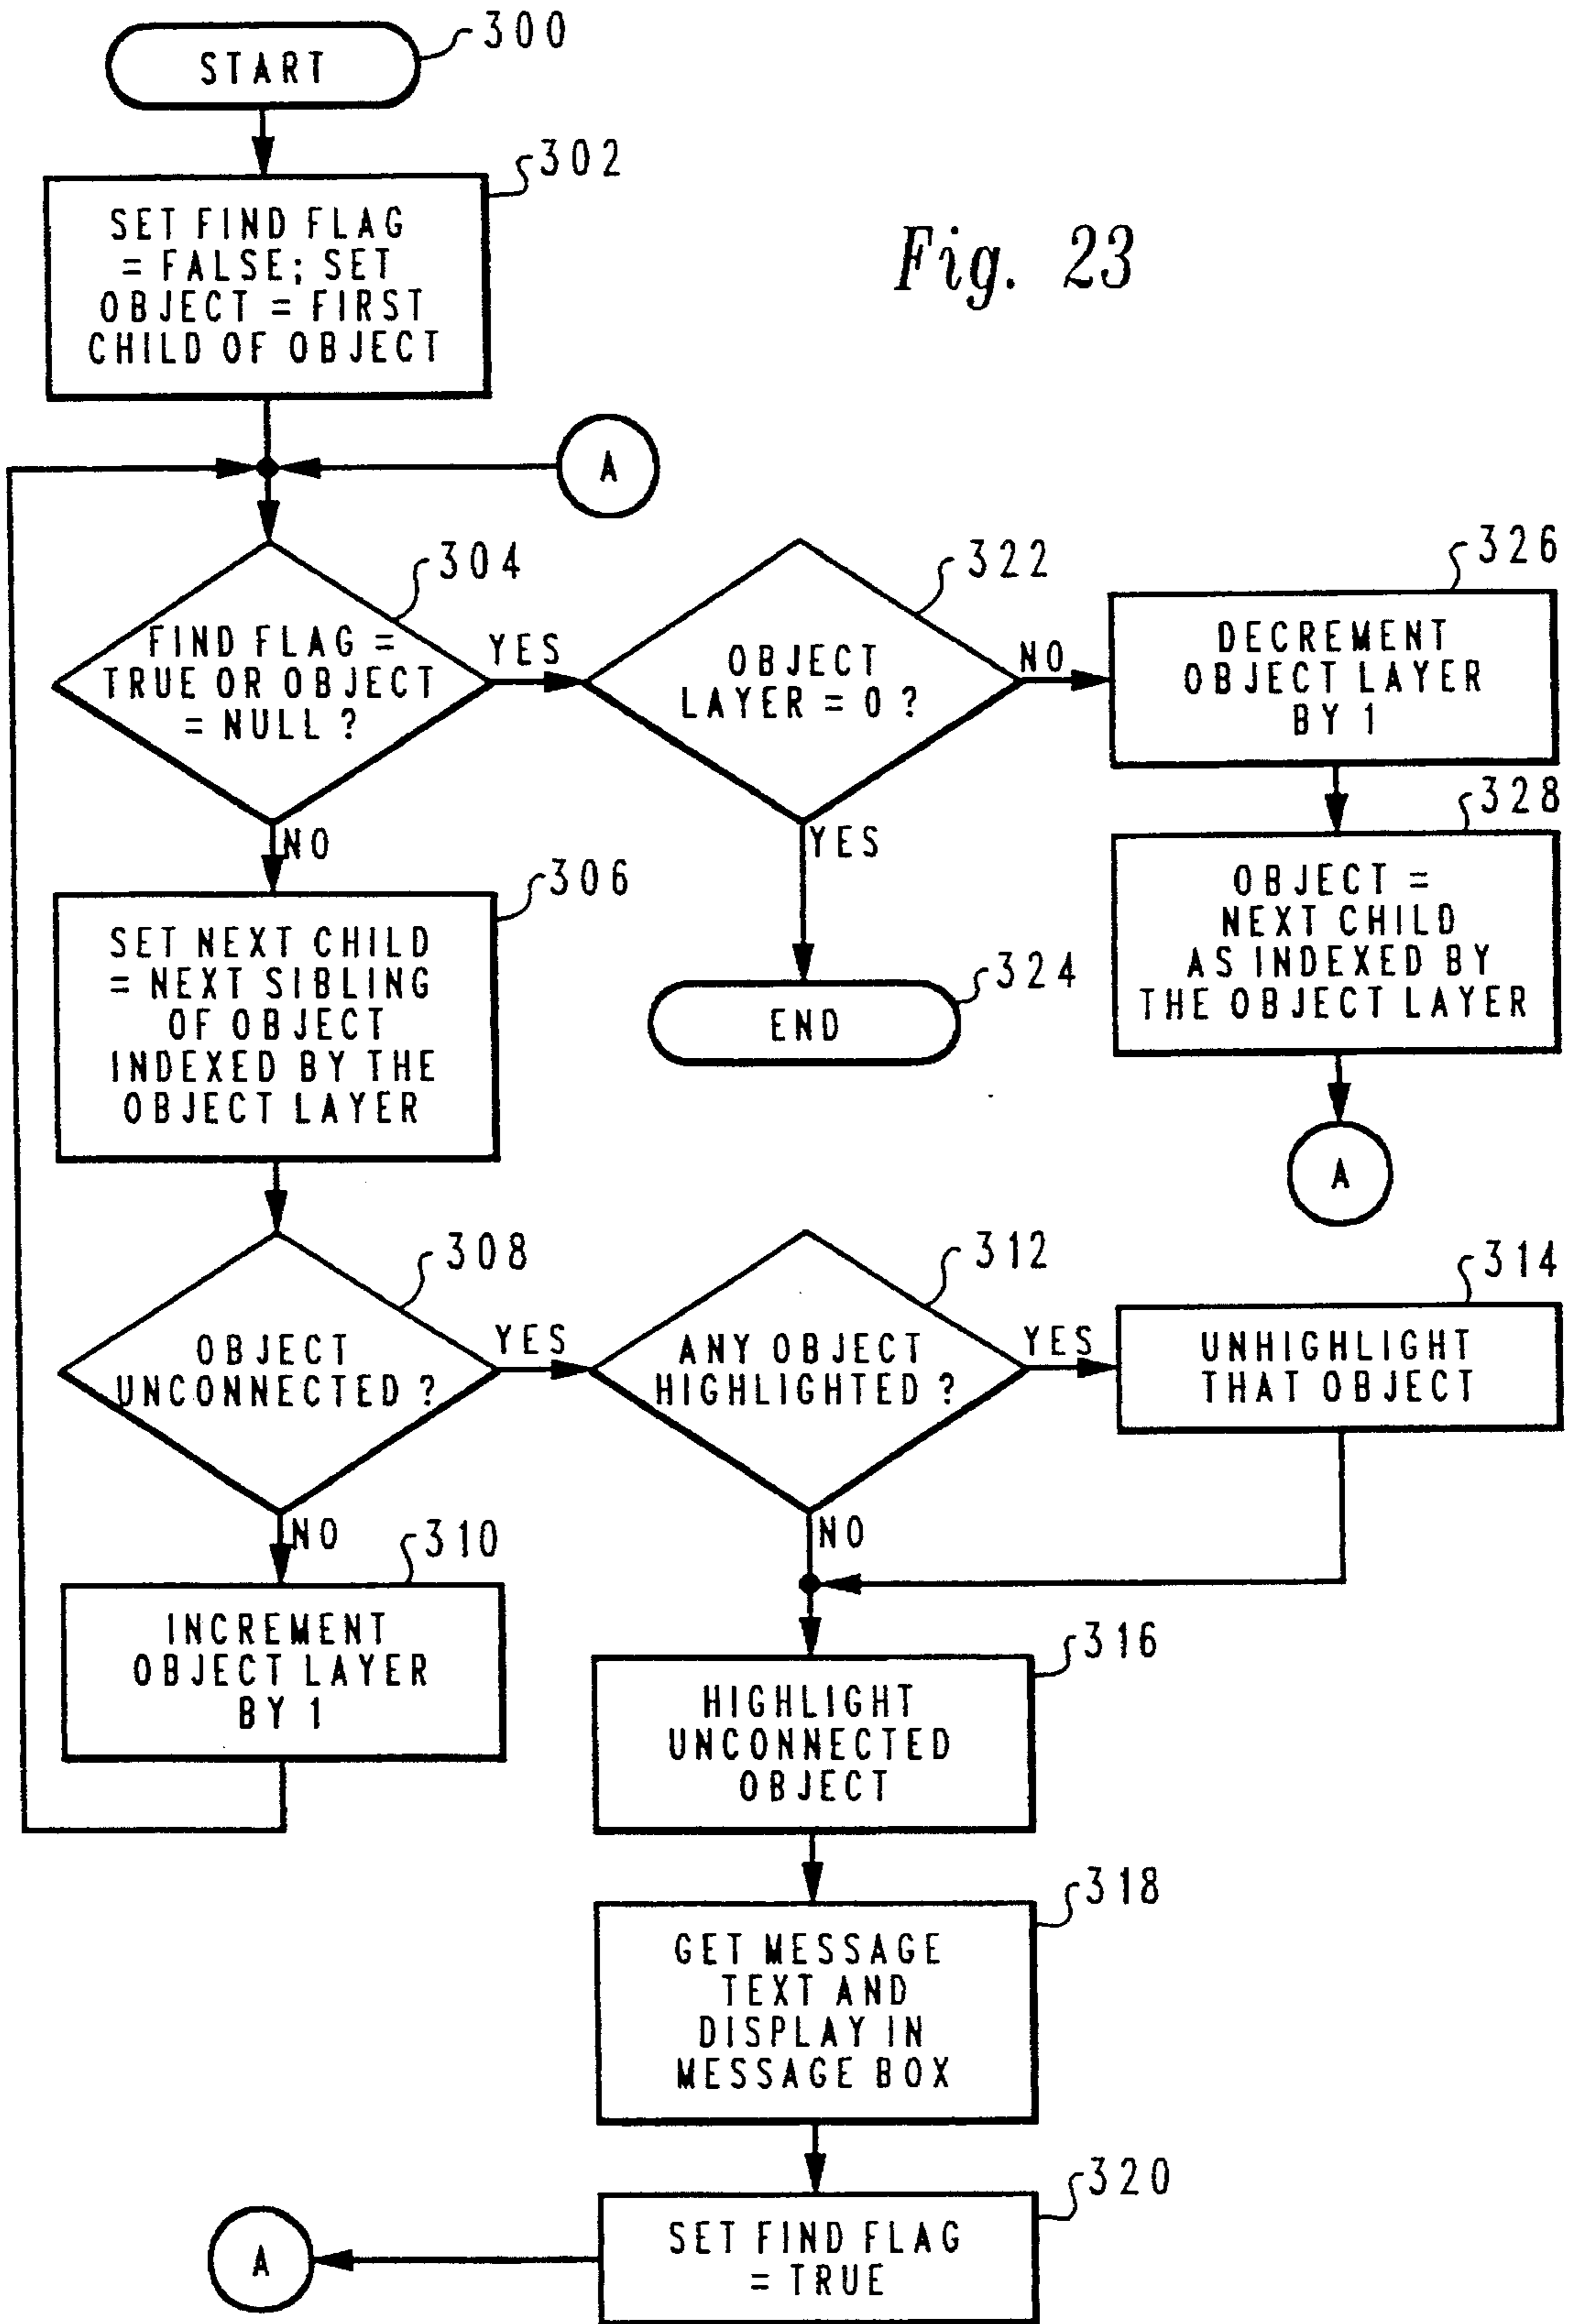 300
START
302
SET FIND FLAG
= FALSE; SET
OBJECT = FIRST
CHILD OF OBJECT
Fig. 23
A
304
FIND FLAG =
TRUE OR OBJECT
= NULL ?
YES
NO
322
OBJECT
LAYER = 0 ?
NO
YES
326
DECREMENT
OBJECT LAYER
BY 1
328
OBJECT =
NEXT CHILD
AS INDEXED BY
THE OBJECT LAYER
A
324
END
306
SET NEXT CHILD
= NEXT SIBLING
OF OBJECT
INDEXED BY THE
OBJECT LAYER
308
OBJECT
UNCONNECTED ?
YES
NO
312
ANY OBJECT
HIGHLIGHTED ?
YES
NO
314
UNHIGHLIGHT
THAT OBJECT
310
INCREMENT
OBJECT LAYER
BY 1
316
HIGHLIGHT
UNCONNECTED
OBJECT
318
GET MESSAGE
TEXT AND
DISPLAY IN
MESSAGE BOX
320
SET FIND FLAG
= TRUE
A